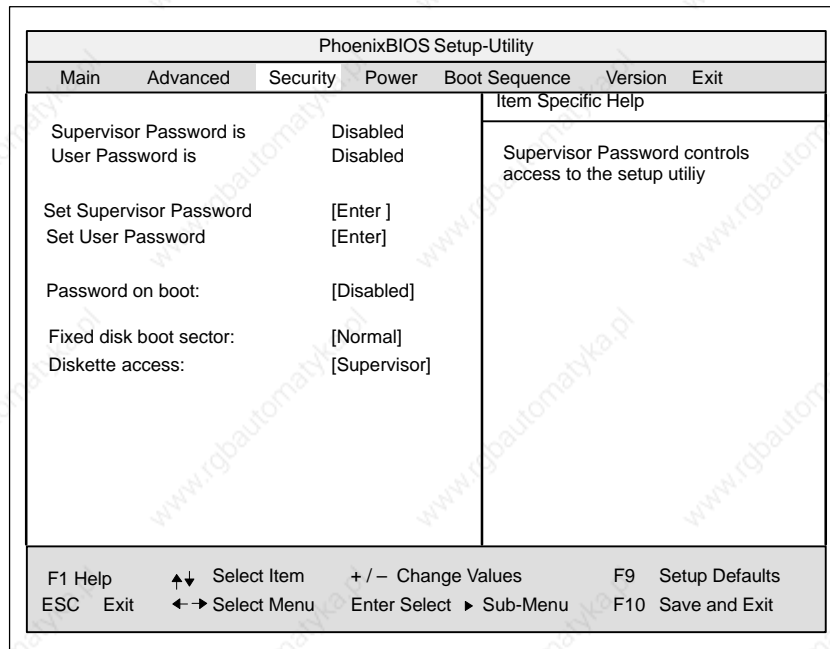 PhoenixBIOS Setup-Utility
Main Advanced Security Power Boot Sequence Version Exit
Item Specific Help
Supervisor Password is Disabled
User Password is Disabled
Supervisor Password controls
access to the setup utiliy
Set Supervisor Password [Enter ]
Set User Password [Enter]
Password on boot: [Disabled]
Fixed disk boot sector: [Normal]
Diskette access: [Supervisor]
F1 Help Select Item + / – Change Values F9 Setup Defaults
ESC Exit Select Menu Enter Select Sub-Menu F10 Save and Exit
www.rgbautomatyka.pl